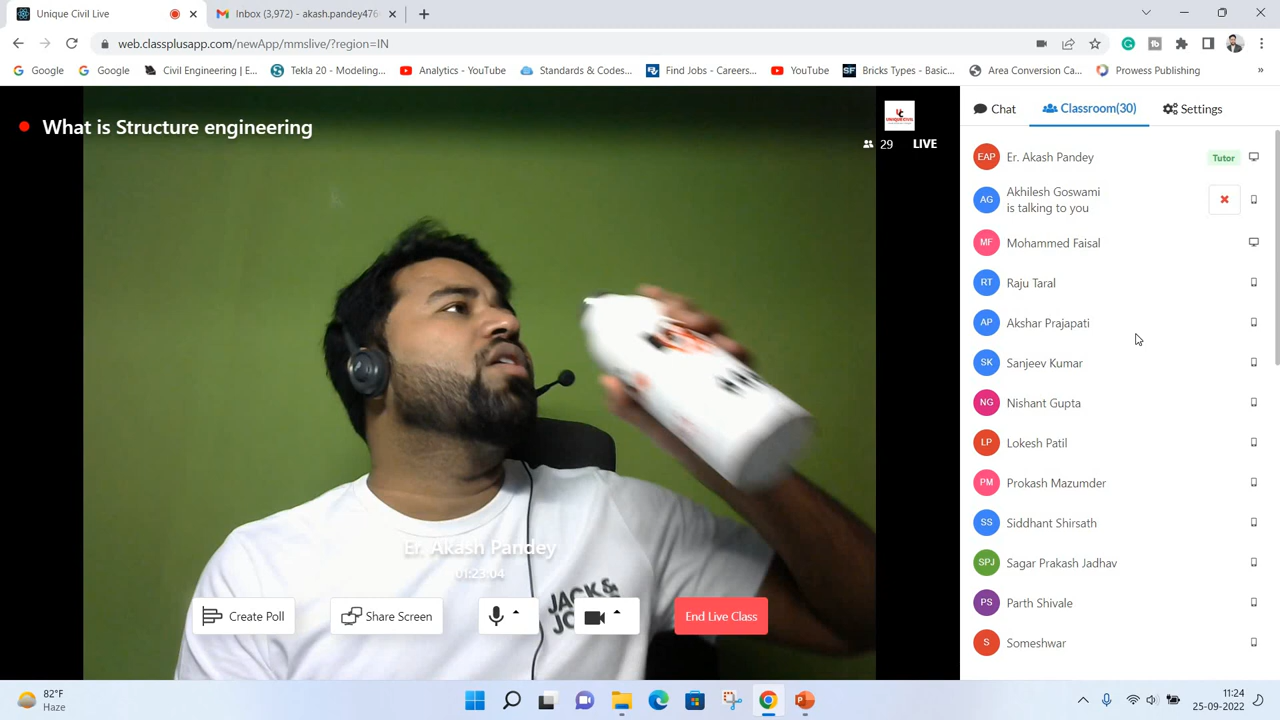 Unique Civil Live
Inbox (3,972) - akash.pandey476
web.classplusapp.com/newApp/mmslive/?region=IN
Google
Google
Civil Engineering | E...
Tekla 20 - Modeling...
Analytics - YouTube
Standards & Codes...
Find Jobs - Careers...
YouTube
SF
Bricks Types - Basic...
Area Conversion Ca...
Prowess Publishing
»
What is Structure engineering
UNIQUE CIVIL
29 LIVE
Er. Akash Pandey
01:23:04
JACK &
JO
Create Poll
Share Screen
End Live Class
Chat
Classroom(30)
Settings
EAP Er. Akash Pandey Tutor
AG Akhilesh Goswami
is talking to you
MF Mohammed Faisal
RT Raju Taral
AP Akshar Prajapati
SK Sanjeev Kumar
NG Nishant Gupta
LP Lokesh Patil
PM Prokash Mazumder
SS Siddhant Shirsath
SPJ Sagar Prakash Jadhav
PS Parth Shivale
S Someshwar
82°F
Haze
11:24
25-09-2022